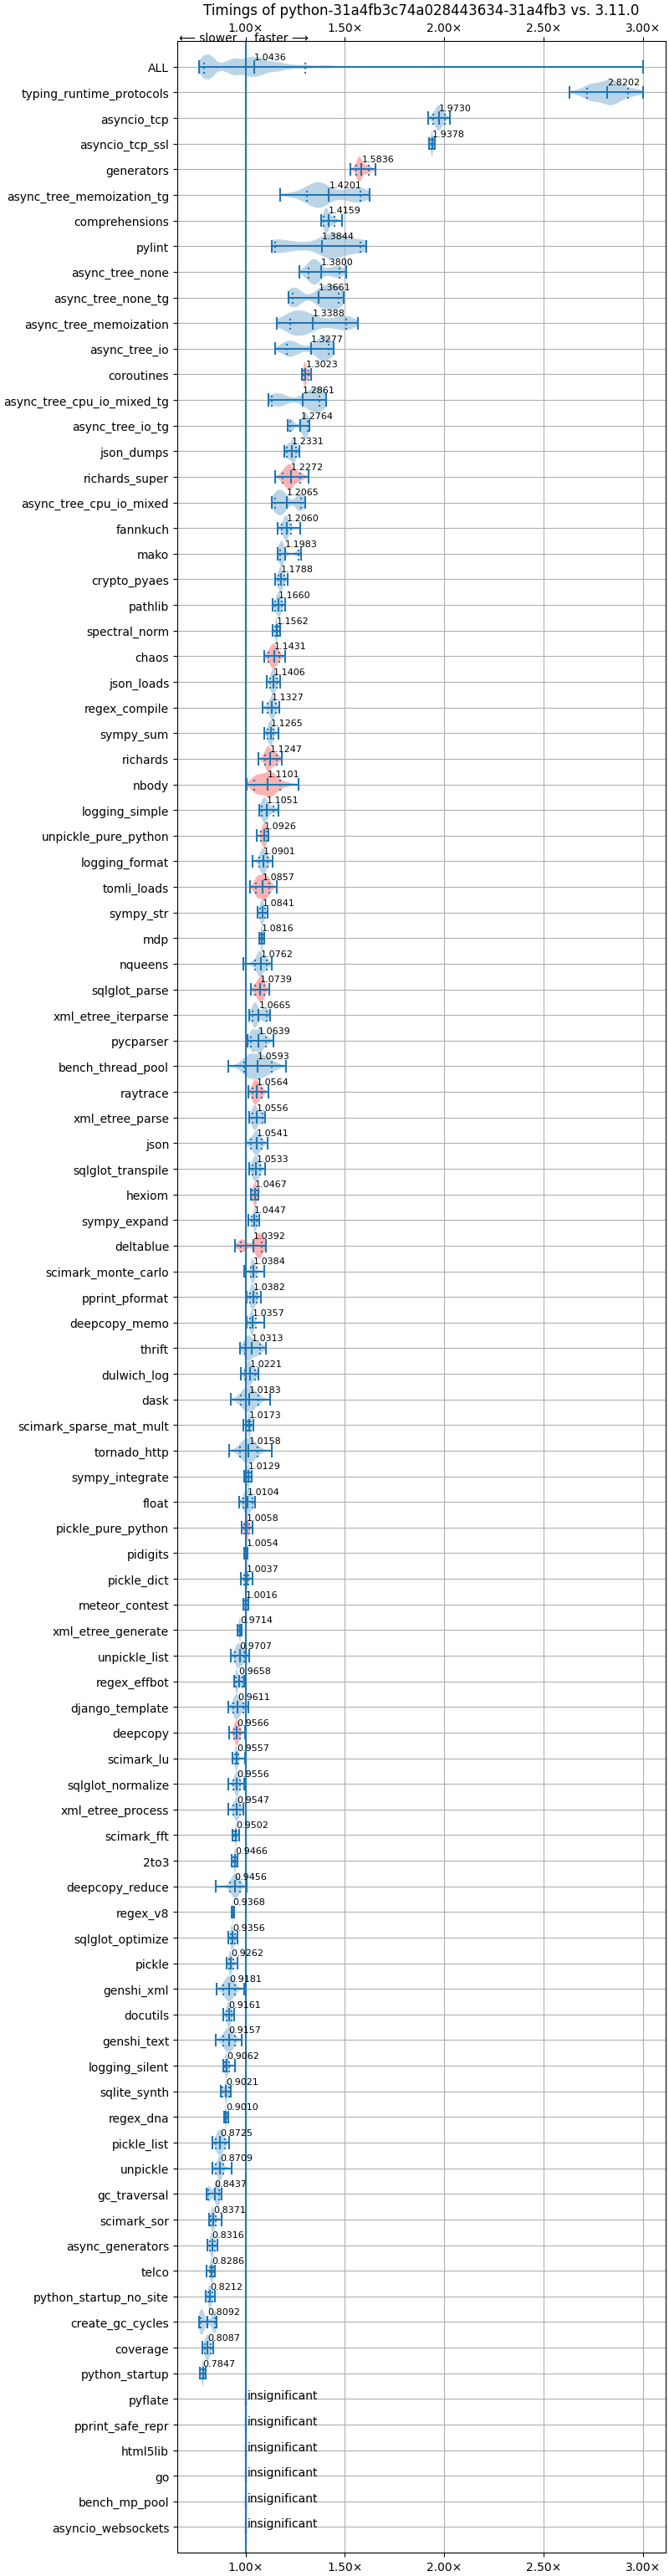 Timings of python-31a4fb3c74a028443634-31a4fb3 vs. 3.11.0
1.00× 1.50× 2.00× 2.50× 3.00×
⟵ slower faster ⟶
ALL 1.0436
typing_runtime_protocols 2.8202
asyncio_tcp 1.9730
asyncio_tcp_ssl 1.9378
generators 1.5836
async_tree_memoization_tg 1.4201
comprehensions 1.4159
pylint 1.3844
async_tree_none 1.3800
async_tree_none_tg 1.3661
async_tree_memoization 1.3388
async_tree_io 1.3277
coroutines 1.3023
async_tree_cpu_io_mixed_tg 1.2861
async_tree_io_tg 1.2764
json_dumps 1.2331
richards_super 1.2272
async_tree_cpu_io_mixed 1.2065
fannkuch 1.2060
mako 1.1983
crypto_pyaes 1.1788
pathlib 1.1660
spectral_norm 1.1562
chaos 1.1431
json_loads 1.1406
regex_compile 1.1327
sympy_sum 1.1265
richards 1.1247
nbody 1.1101
logging_simple 1.1051
unpickle_pure_python 1.0926
logging_format 1.0901
tomli_loads 1.0857
sympy_str 1.0841
mdp 1.0816
nqueens 1.0762
sqlglot_parse 1.0739
xml_etree_iterparse 1.0665
pycparser 1.0639
bench_thread_pool 1.0593
raytrace 1.0564
xml_etree_parse 1.0556
json 1.0541
sqlglot_transpile 1.0533
hexiom 1.0467
sympy_expand 1.0447
deltablue 1.0392
scimark_monte_carlo 1.0384
pprint_pformat 1.0382
deepcopy_memo 1.0357
thrift 1.0313
dulwich_log 1.0221
dask 1.0183
scimark_sparse_mat_mult 1.0173
tornado_http 1.0158
sympy_integrate 1.0129
float 1.0104
pickle_pure_python 1.0058
pidigits 1.0054
pickle_dict 1.0037
meteor_contest 1.0016
xml_etree_generate 0.9714
unpickle_list 0.9707
regex_effbot 0.9658
django_template 0.9611
deepcopy 0.9566
scimark_lu 0.9557
sqlglot_normalize 0.9556
xml_etree_process 0.9547
scimark_fft 0.9502
2to3 0.9466
deepcopy_reduce 0.9456
regex_v8 0.9368
sqlglot_optimize 0.9356
pickle 0.9262
genshi_xml 0.9181
docutils 0.9161
genshi_text 0.9157
logging_silent 0.9062
sqlite_synth 0.9021
regex_dna 0.9010
pickle_list 0.8725
unpickle 0.8709
gc_traversal 0.8437
scimark_sor 0.8371
async_generators 0.8316
telco 0.8286
python_startup_no_site 0.8212
create_gc_cycles 0.8092
coverage 0.8087
python_startup 0.7847
pyflate insignificant
pprint_safe_repr insignificant
html5lib insignificant
go insignificant
bench_mp_pool insignificant
asyncio_websockets insignificant
1.00× 1.50× 2.00× 2.50× 3.00×